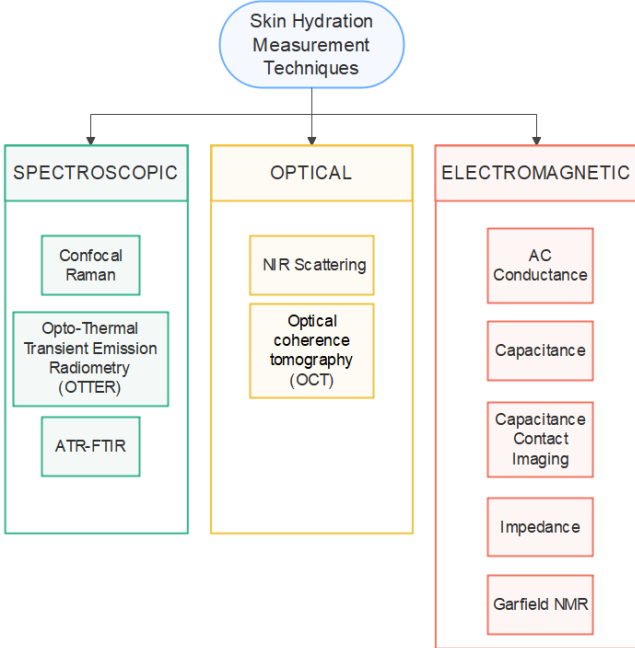 Skin Hydration
Measurement
Techniques
SPECTROSCOPIC
Confocal
Raman
Opto-Thermal
Transient Emission
Radiometry
(OTTER)
ATR-FTIR
OPTICAL
NIR Scattering
Optical
coherence
tomography
(OCT)
ELECTROMAGNETIC
AC
Conductance
Capacitance
Capacitance
Contact
Imaging
Impedance
Garfield NMR